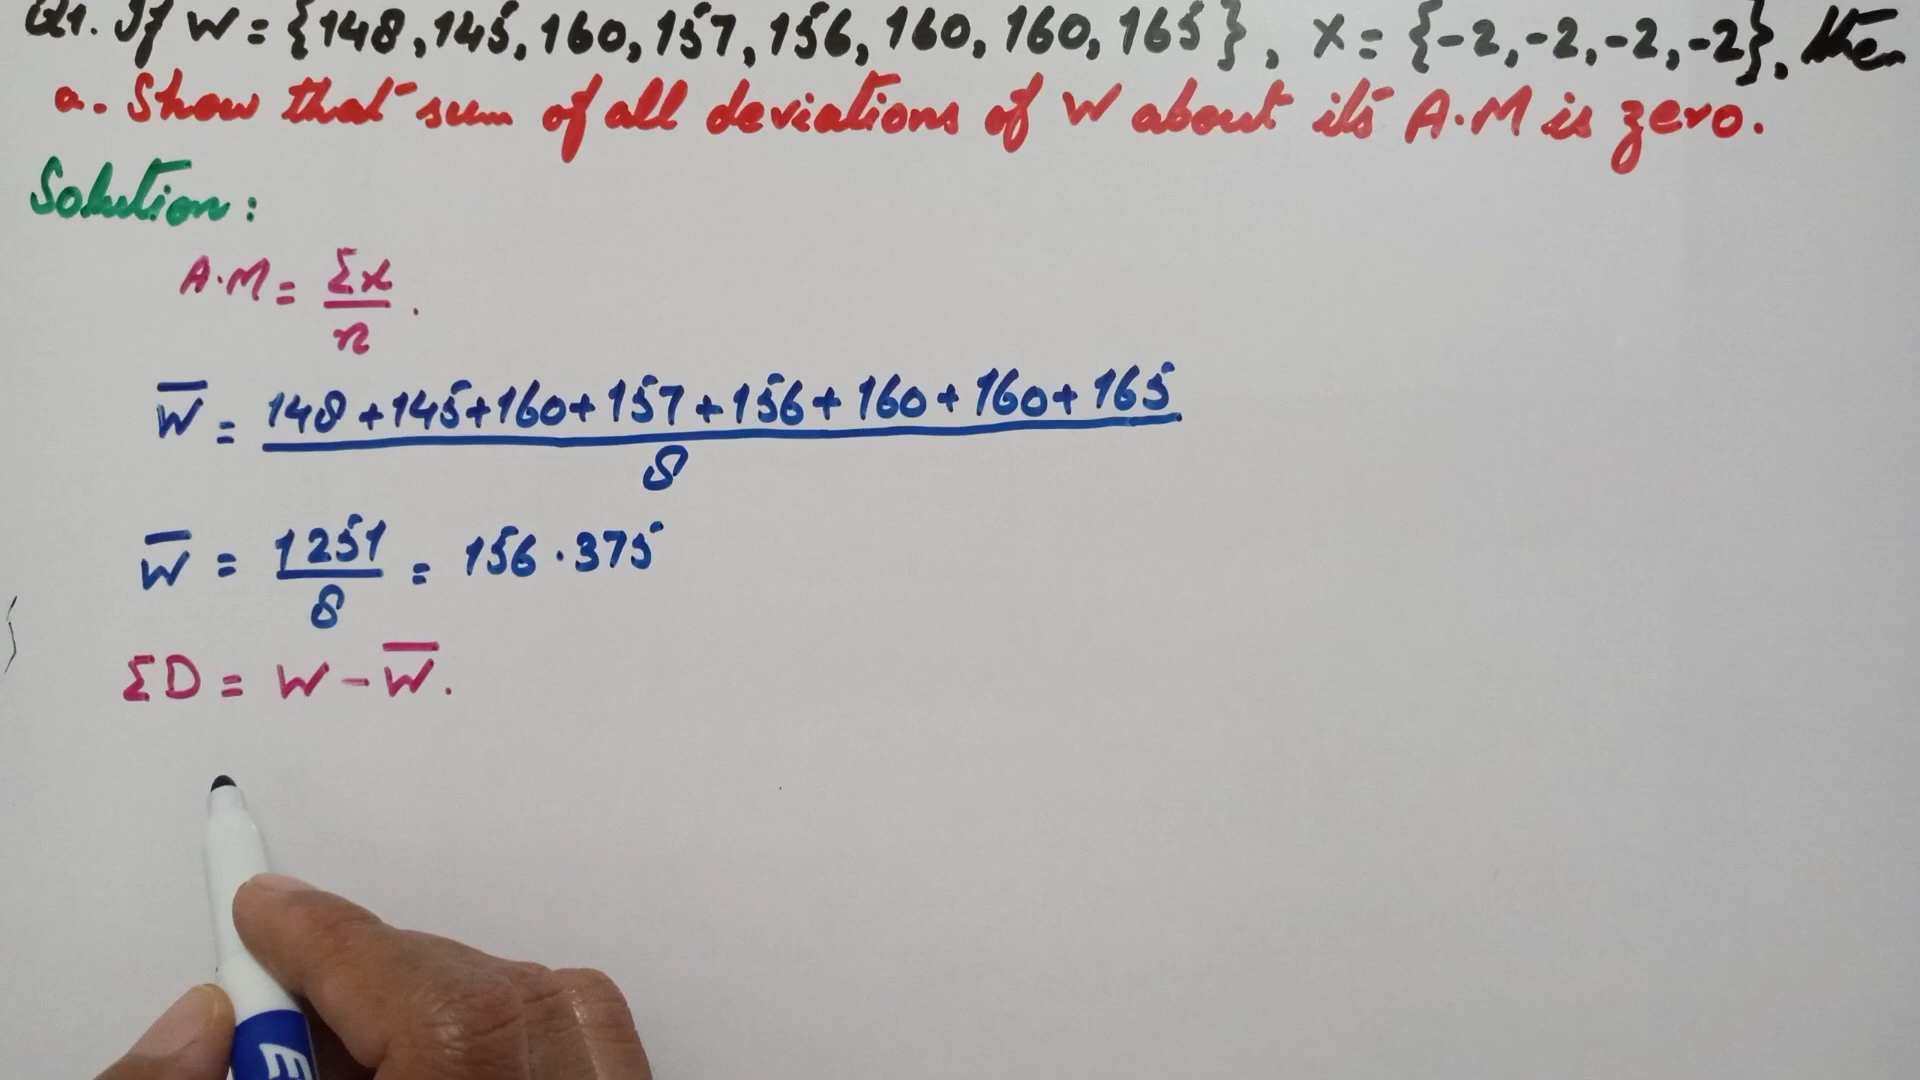 Q1. If W = {148, 145, 160, 157, 156, 160, 160, 165}, X = {-2, -2, -2, -2}, then
a. Show that sum of all deviations of W about its A.M is zero.
Solution:
A.M = Σx / n .
W̅ = 148 + 145 + 160 + 157 + 156 + 160 + 160 + 165 / 8
W̅ = 1251 / 8 = 156.375
ΣD = W - W̅.
E